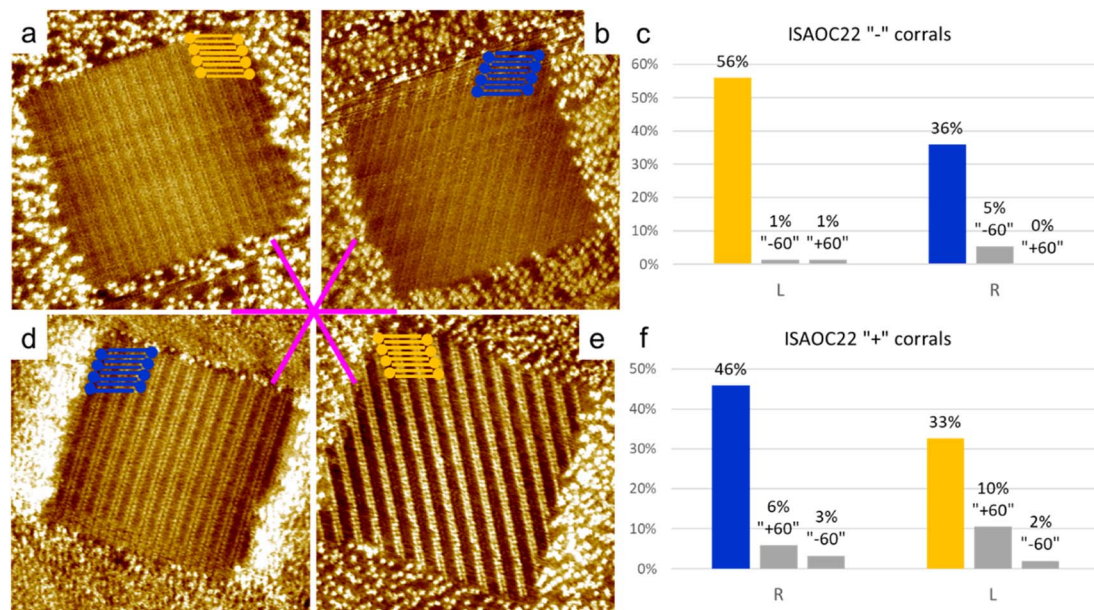 a
b
c
ISAOC22 "-" corrals
60%
50%
40%
30%
20%
10%
0%
56%
1%
"-60"
1%
"+60"
36%
5%
"-60"
0%
"+60"
L
R
d
e
f
ISAOC22 "+" corrals
50%
40%
30%
20%
10%
0%
46%
6%
"+60"
3%
"-60"
33%
10%
"+60"
2%
"-60"
R
L